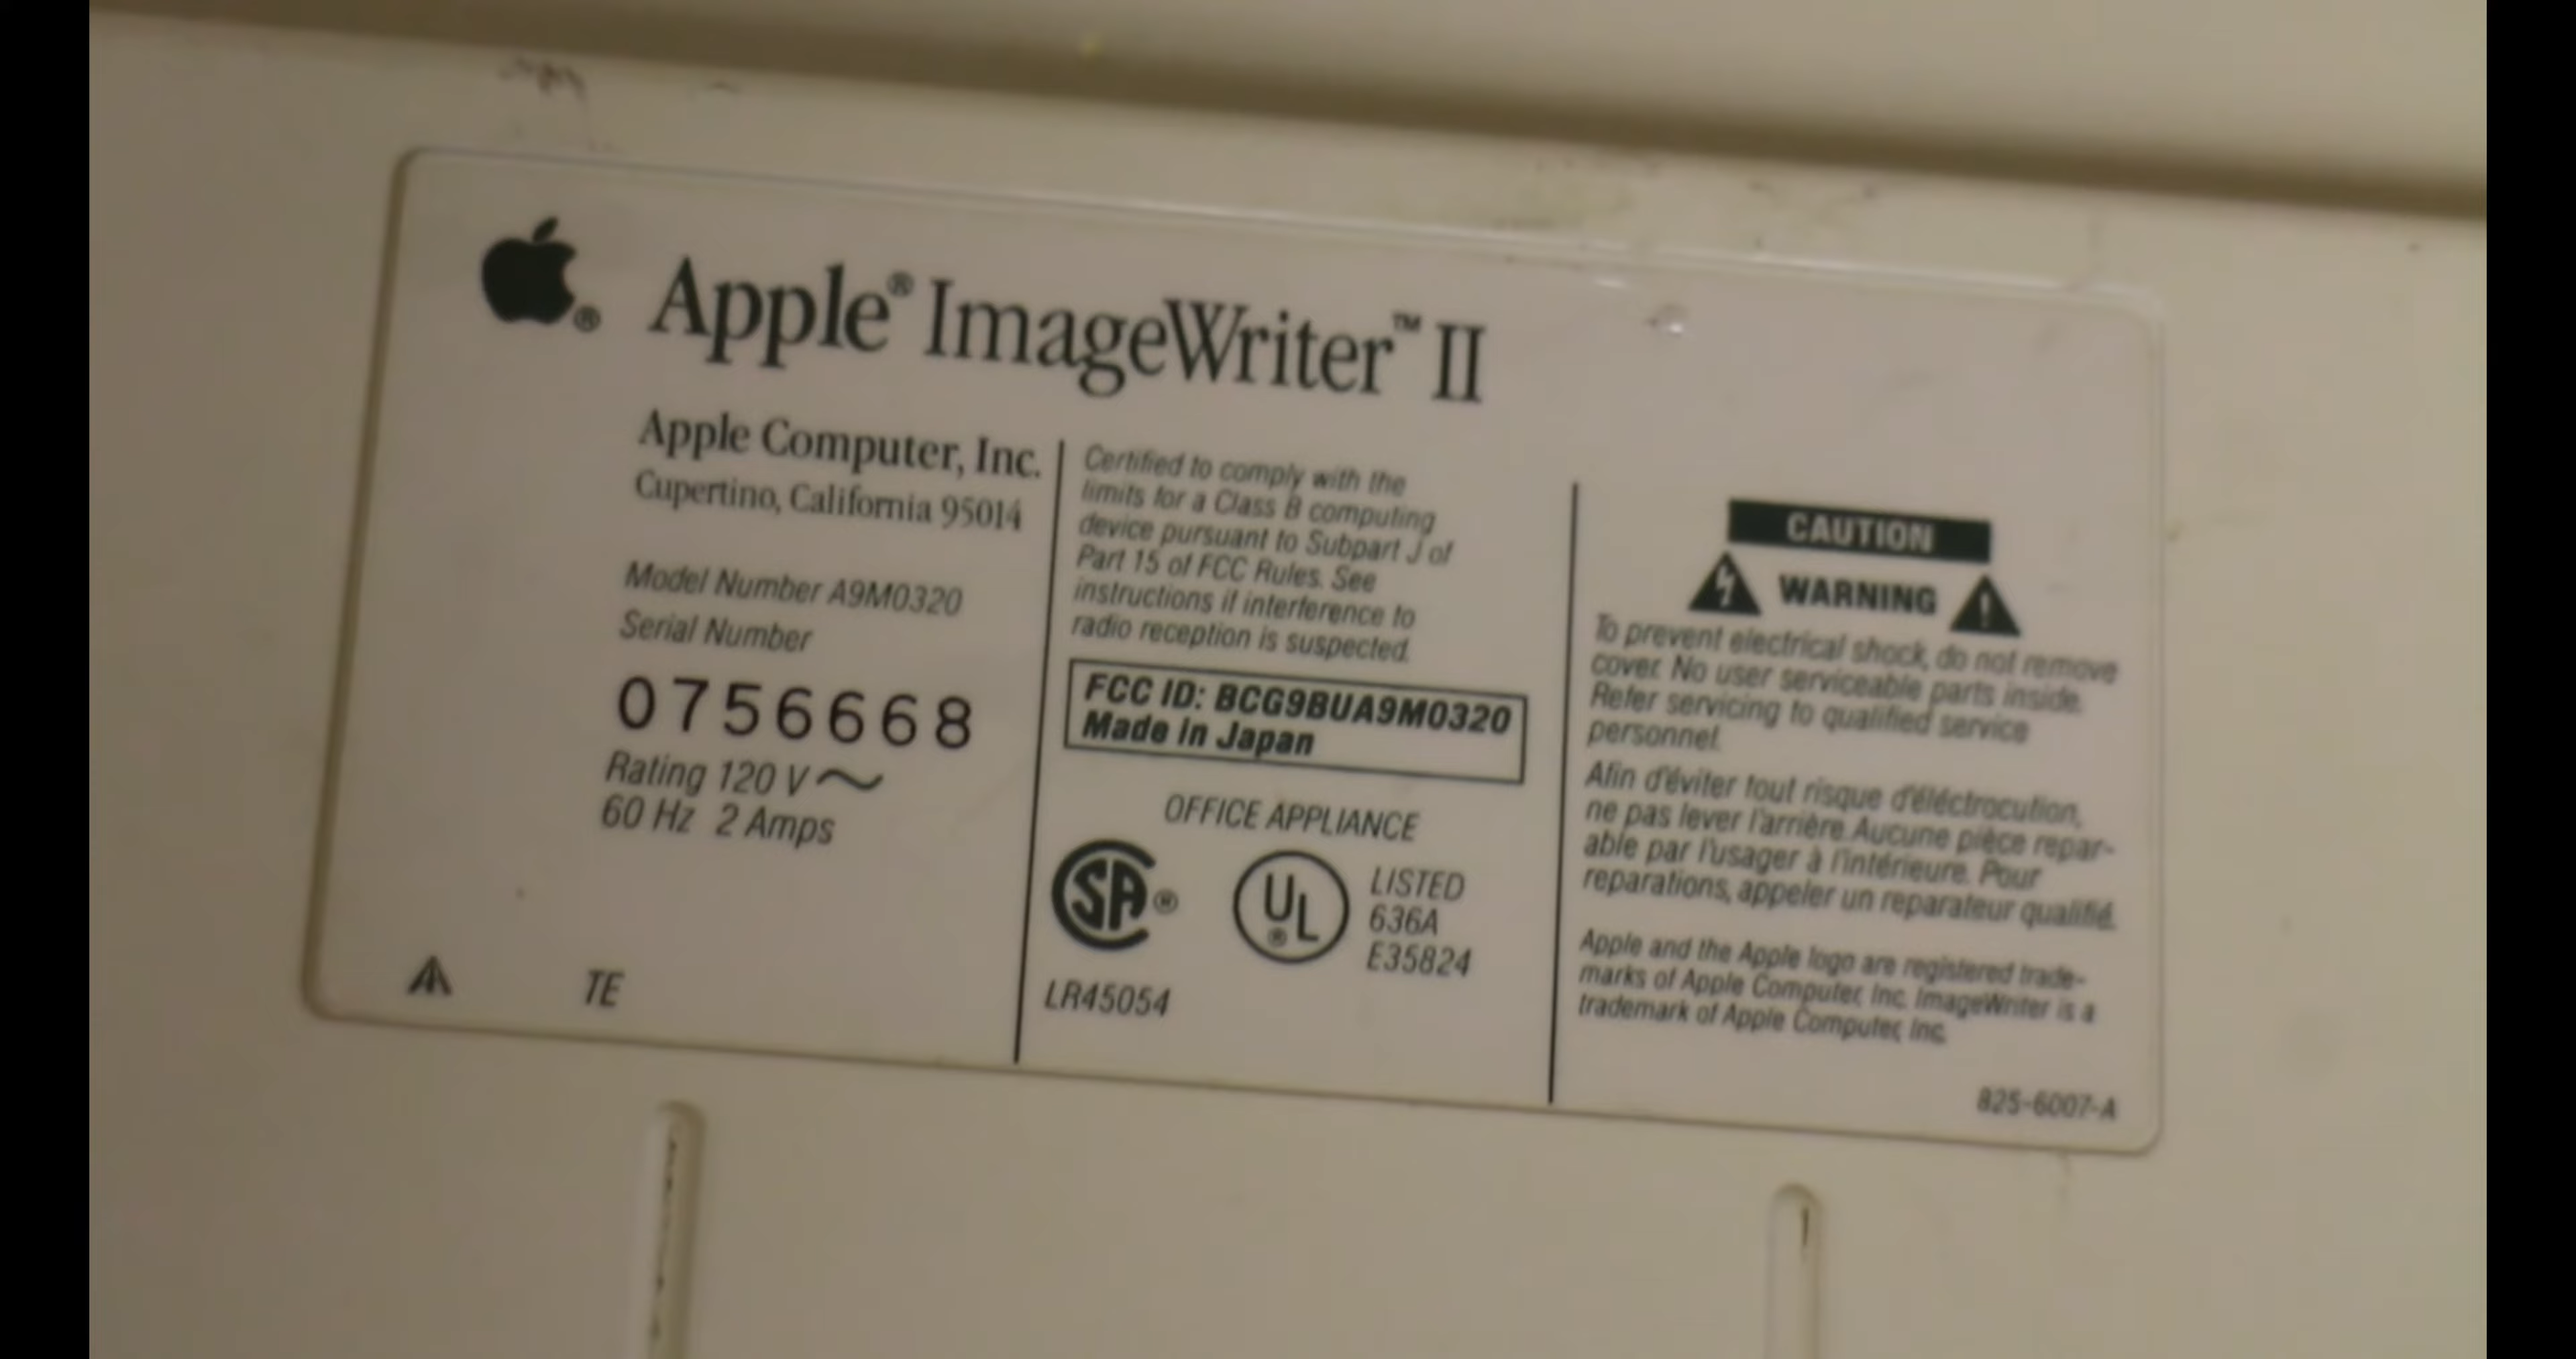 Apple® ImageWriter™ II
Apple Computer, Inc.
Cupertino, California 95014
Model Number A9M0320
Serial Number
0756668
Rating 120 V ~
60 Hz 2 Amps
TE
Certified to comply with the
limits for a Class B computing
device pursuant to Subpart J of
Part 15 of FCC Rules. See
instructions if interference to
radio reception is suspected.
FCC ID: BCG9BUA9M0320
Made in Japan
OFFICE APPLIANCE
SA®
UL®
LISTED
636A
E35824
LR45054
CAUTION
WARNING
To prevent electrical shock, do not remove
cover. No user serviceable parts inside.
Refer servicing to qualified service
personnel.
Afin d'éviter tout risque d'éléctrocution,
ne pas lever l'arrière. Aucune pièce repar-
able par l'usager à l'intérieure. Pour
reparations, appeler un reparateur qualifié.
Apple and the Apple logo are registered trade-
marks of Apple Computer, Inc. ImageWriter is a
trademark of Apple Computer, Inc.
825-6007-A